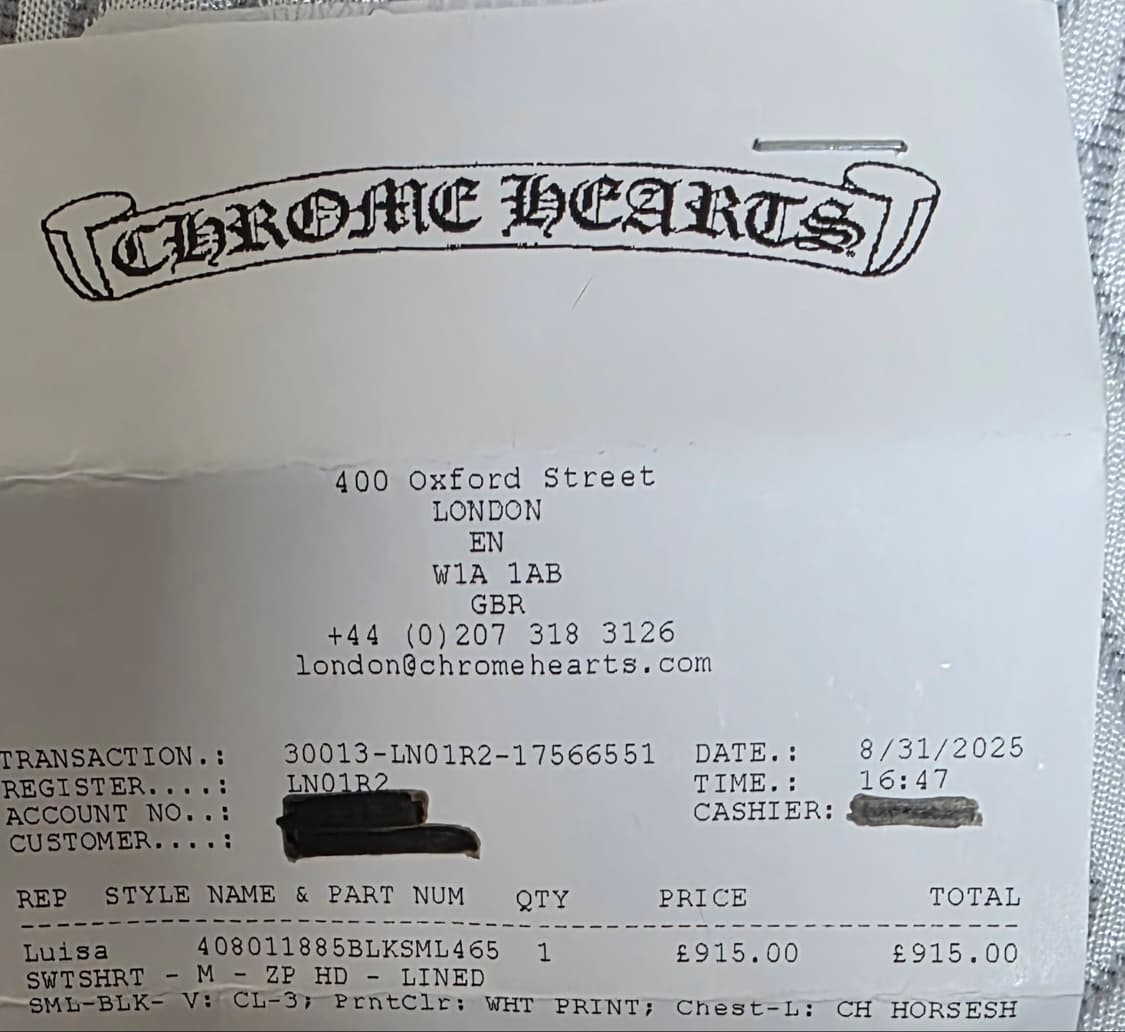 CHROME HEARTS
400 Oxford Street
LONDON
EN
W1A 1AB
GBR
+44 (0)207 318 3126
london@chromehearts.com
TRANSACTION.: 30013-LN01R2-17566551 DATE.: 8/31/2025
REGISTER....: LN01R2 TIME.: 16:47
ACCOUNT NO..: CASHIER:
CUSTOMER....:
REP STYLE NAME & PART NUM QTY PRICE TOTAL
Luisa 408011885BLKSML465 1 £915.00 £915.00
SWTSHRT - M - ZP HD - LINED
SML-BLK- V: CL-3; PrntClr: WHT PRINT; Chest-L: CH HORSESH